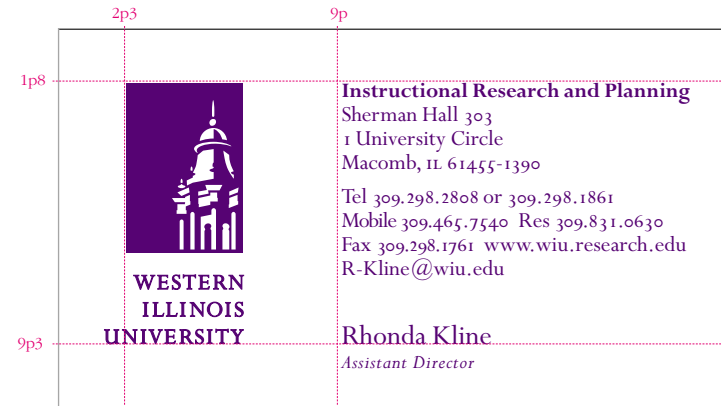 2p3
9p
1p8
Instructional Research and Planning
Sherman Hall 303
1 University Circle
Macomb, IL 61455-1390
Tel 309.298.2808 or 309.298.1861
Mobile 309.465.7540 Res 309.831.0630
Fax 309.298.1761 www.wiu.research.edu
R-Kline@wiu.edu
WESTERN
ILLINOIS
UNIVERSITY
9p3
Rhonda Kline
Assistant Director